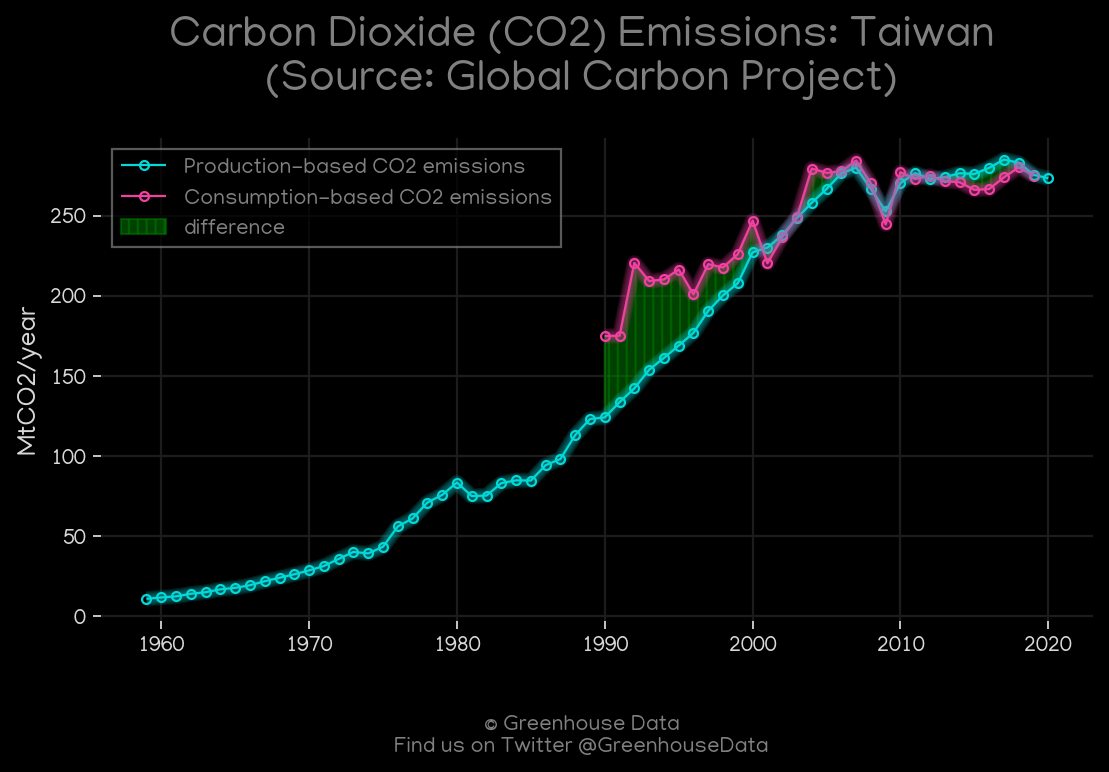 Carbon Dioxide (CO2) Emissions: Taiwan
(Source: Global Carbon Project)
Production-based CO2 emissions
Consumption-based CO2 emissions
difference
MtCO2/year
250
200
150
100
50
0
1960 1970 1980 1990 2000 2010 2020
© Greenhouse Data
Find us on Twitter @GreenhouseData